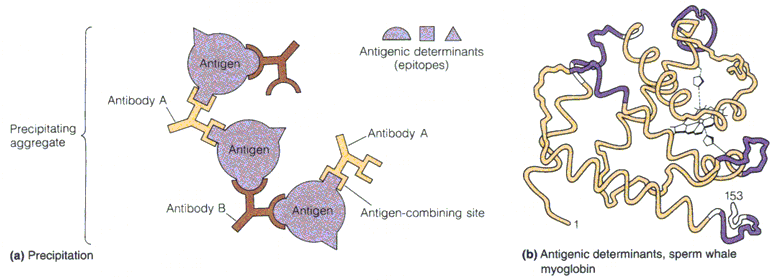 Antigen
Antigenic determinants
(epitopes)
Antibody A
Precipitating
aggregate
Antigen
Antibody A
Antibody B
Antigen
Antigen-combining site
(a) Precipitation
153
1
(b) Antigenic determinants, sperm whale
myoglobin